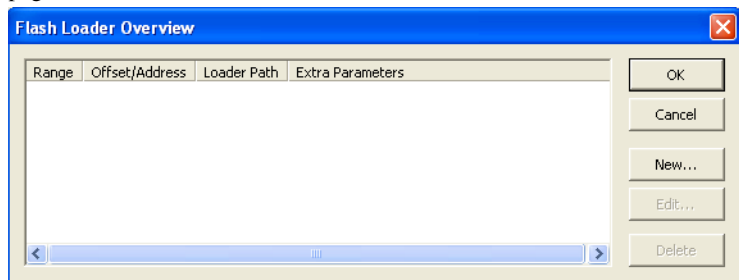 Flash Loader Overview
Range Offset/Address Loader Path Extra Parameters
OK
Cancel
New...
Edit...
Delete